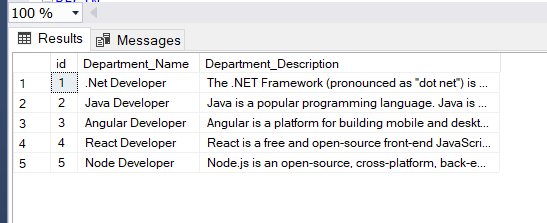 100 %
Results Messages
id Department_Name Department_Description
1 1 .Net Developer The .NET Framework (pronounced as "dot net") is ...
2 2 Java Developer Java is a popular programming language. Java is ...
3 3 Angular Developer Angular is a platform for building mobile and deskt...
4 4 React Developer React is a free and open-source front-end JavaScri...
5 5 Node Developer Node.js is an open-source, cross-platform, back-e...